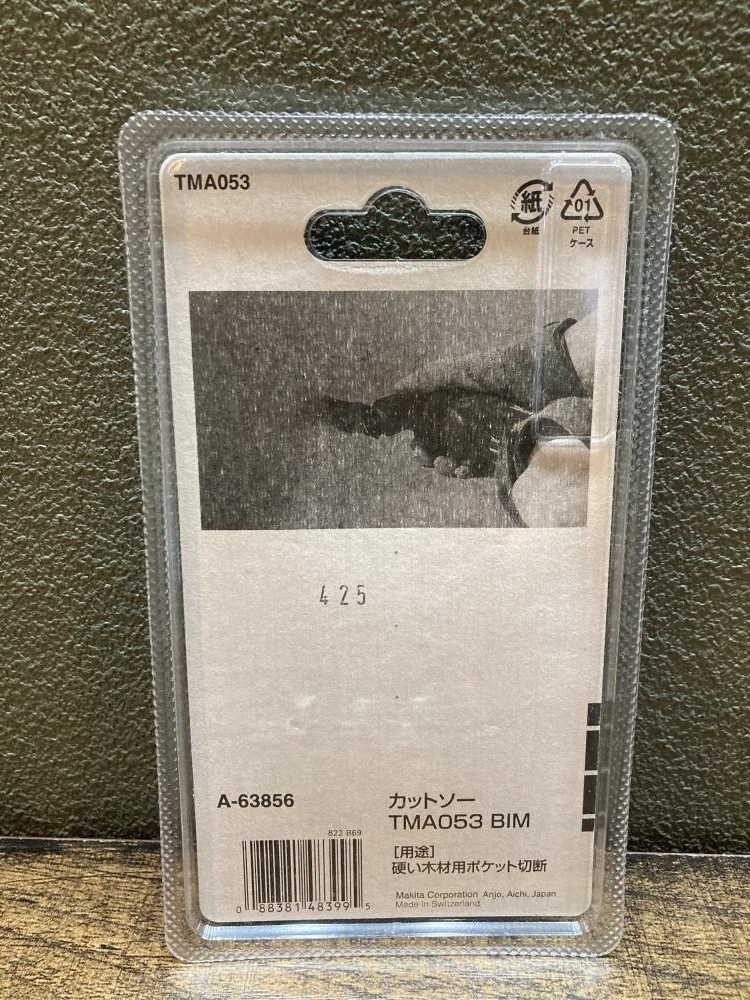 TMA053
紙
台紙
01
PET
ケース
425
A-63856
822 B69
0 88381 48399 5
カットソー
TMA053 BIM
[用途]
硬い木材用ポケット切断
Makita Corporation Anjo, Aichi, Japan
Made in Switzerland